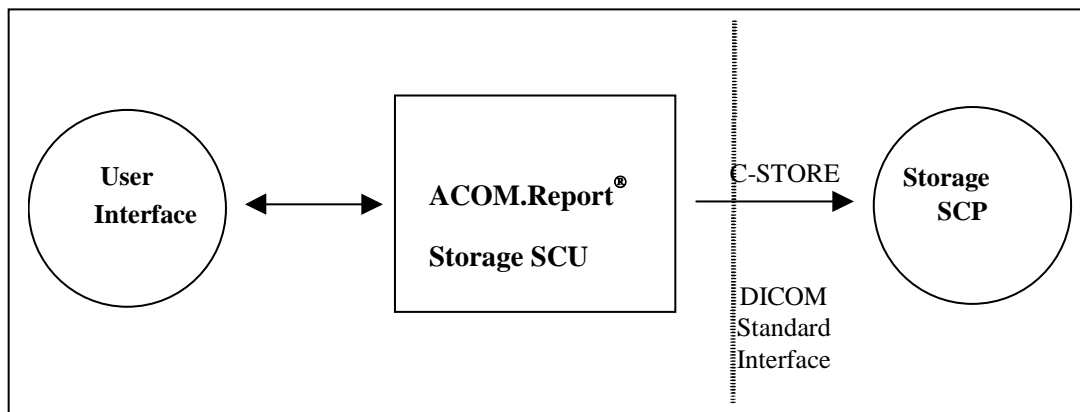 User
Interface
ACOM.Report®
Storage SCU
C-STORE
DICOM
Standard
Interface
Storage
SCP